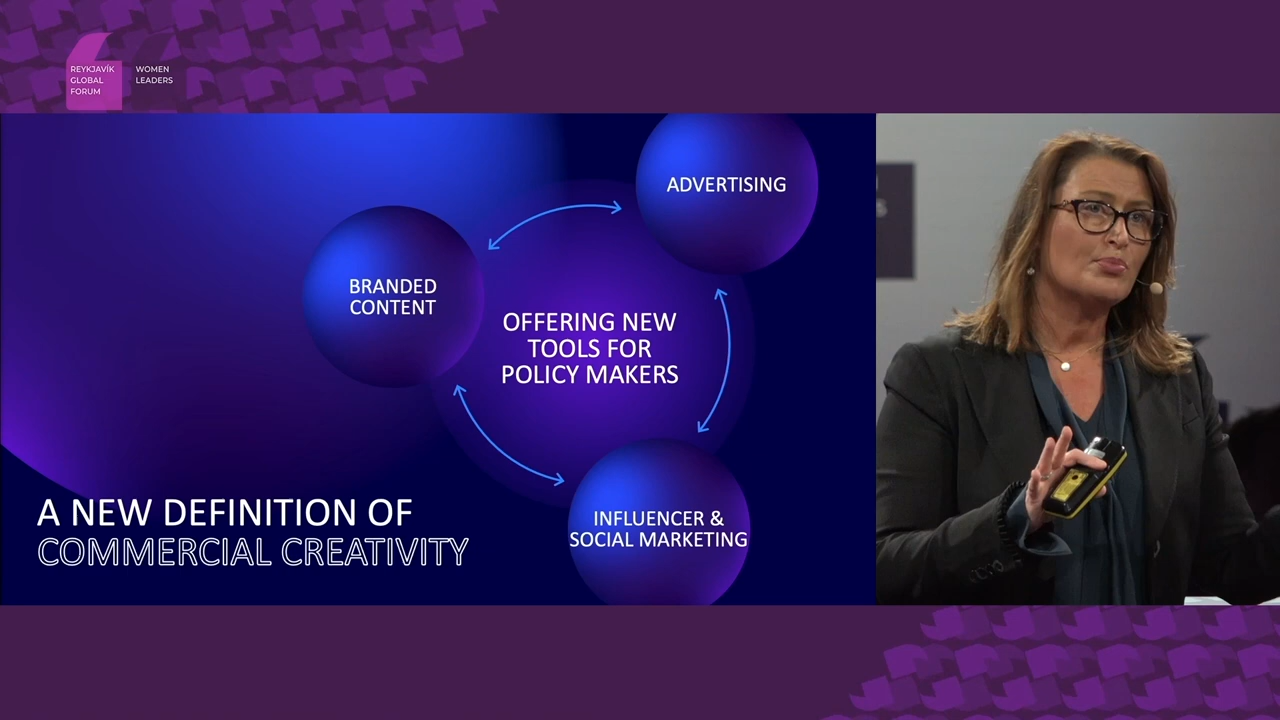 REYKJAVÍK
GLOBAL
FORUM
WOMEN
LEADERS
ADVERTISING
BRANDED
CONTENT
OFFERING NEW
TOOLS FOR
POLICY MAKERS
INFLUENCER &
SOCIAL MARKETING
A NEW DEFINITION OF
COMMERCIAL CREATIVITY